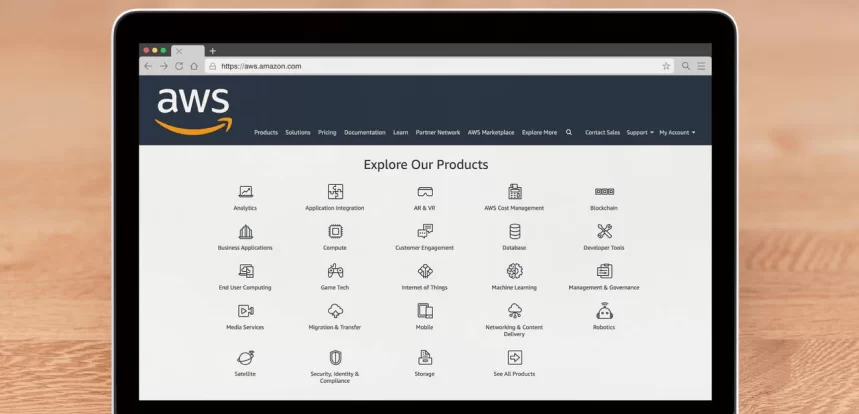 https://aws.amazon.com
aws
Products Solutions Pricing Documentation Learn Partner Network AWS Marketplace Explore More Contact Sales Support My Account
Explore Our Products
Analytics Application Integration AR & VR AWS Cost Management Blockchain
Business Applications Compute Customer Engagement Database Developer Tools
End User Computing Game Tech Internet of Things Machine Learning Management & Governance
Media Services Migration & Transfer Mobile Networking & Content Robotics
Delivery
Satellite Security, Identity & Storage See All Products
Compliance